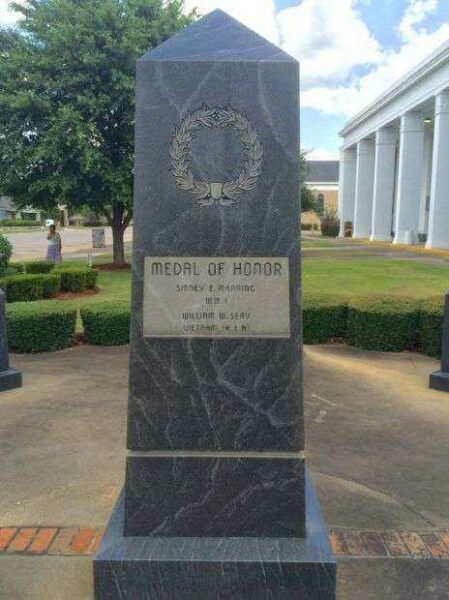 MEDAL OF HONOR
SIDNEY E. MANNING
WW I
WILLIAM W. SEAY
VIETNAM (K.I.A)